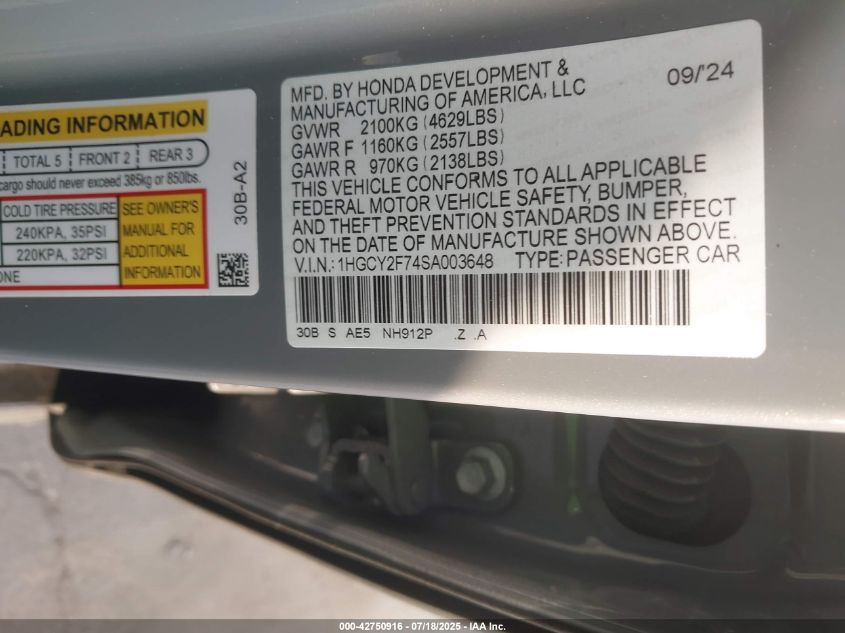 ADING INFORMATION
TOTAL 5 FRONT 2 REAR 3
cargo should never exceed 385kg or 850lbs.
COLD TIRE PRESSURE
240KPA, 35PSI
220KPA, 32PSI
ONE
SEE OWNER'S
MANUAL FOR
ADDITIONAL
INFORMATION
30B-A2
MFD. BY HONDA DEVELOPMENT &
MANUFACTURING OF AMERICA, LLC
09/'24
GVWR 2100KG (4629LBS)
GAWR F 1160KG (2557LBS)
GAWR R 970KG (2138LBS)
THIS VEHICLE CONFORMS TO ALL APPLICABLE
FEDERAL MOTOR VEHICLE SAFETY, BUMPER,
AND THEFT PREVENTION STANDARDS IN EFFECT
ON THE DATE OF MANUFACTURE SHOWN ABOVE.
V.I.N.: 1HGCY2F74SA003648 TYPE: PASSENGER CAR
30B S AE5 NH912P .Z .A
000-42750916 - 07/18/2025 - IAA Inc.